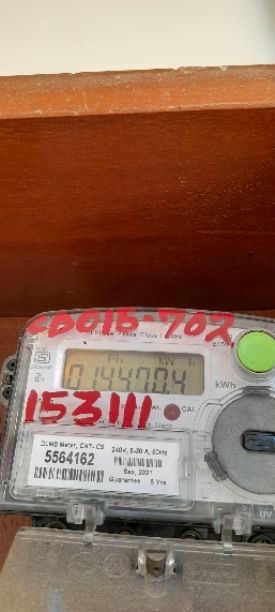 CD015-702
Ph kW h
014470.4
kWh
153111
CAL
DLMS Meter, CAT- C3
5564162
240V, 5-30 A, 50Hz
Sep, 2021
Guarantee 5 Yrs